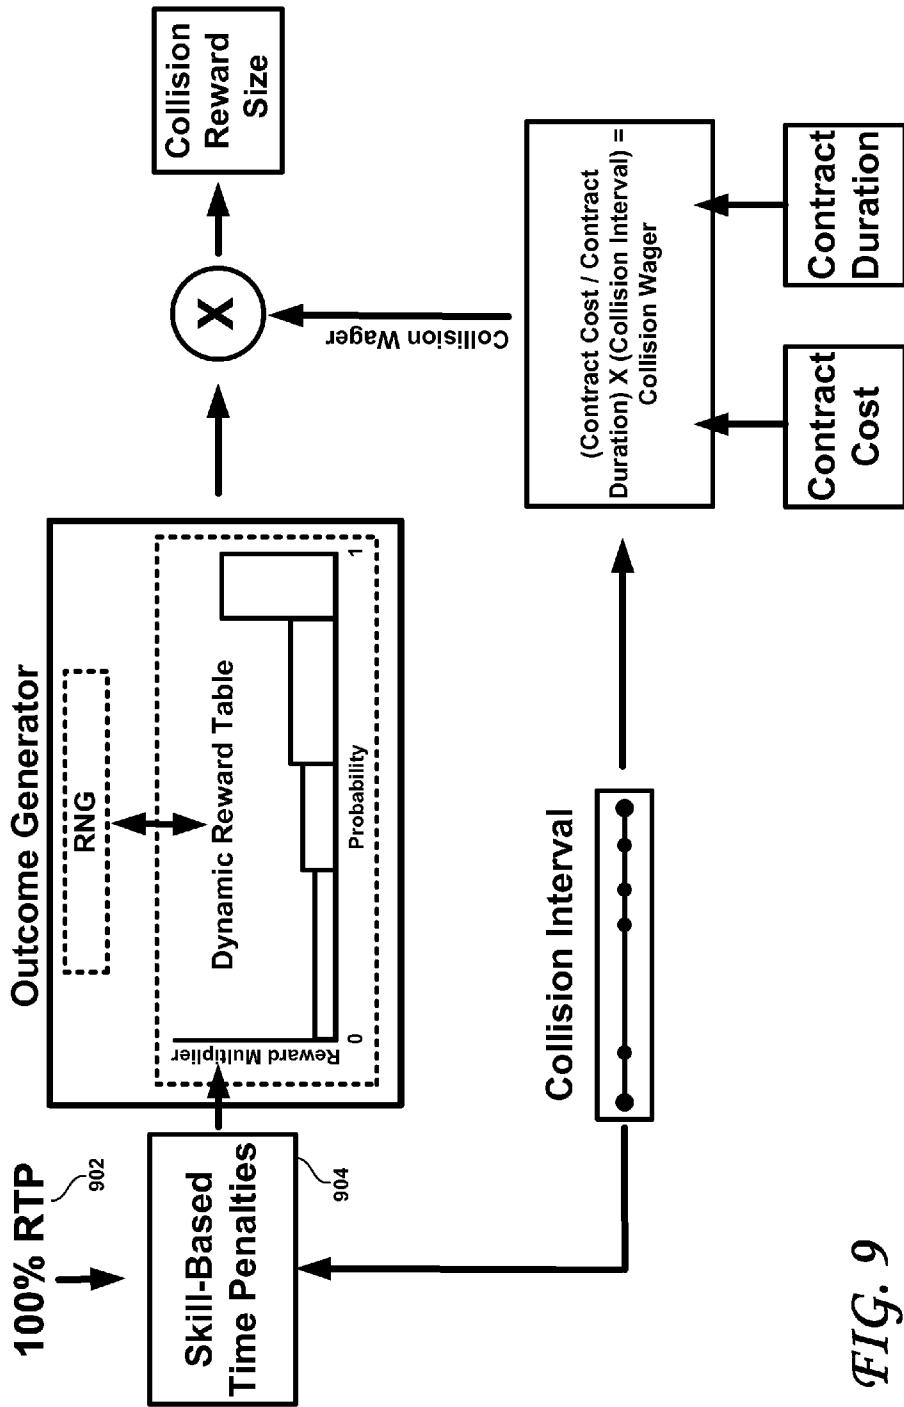 100% RTP
902
Skill-Based
Time Penalties
904
Outcome Generator
RNG
Dynamic Reward Table
Reward Multiplier
0
Probability
1
X
Collision
Reward
Size
Collision Wager
Collision Interval
(Contract Cost / Contract
Duration) X (Collision Interval) =
Collision Wager
Contract
Cost
Contract
Duration
FIG. 9